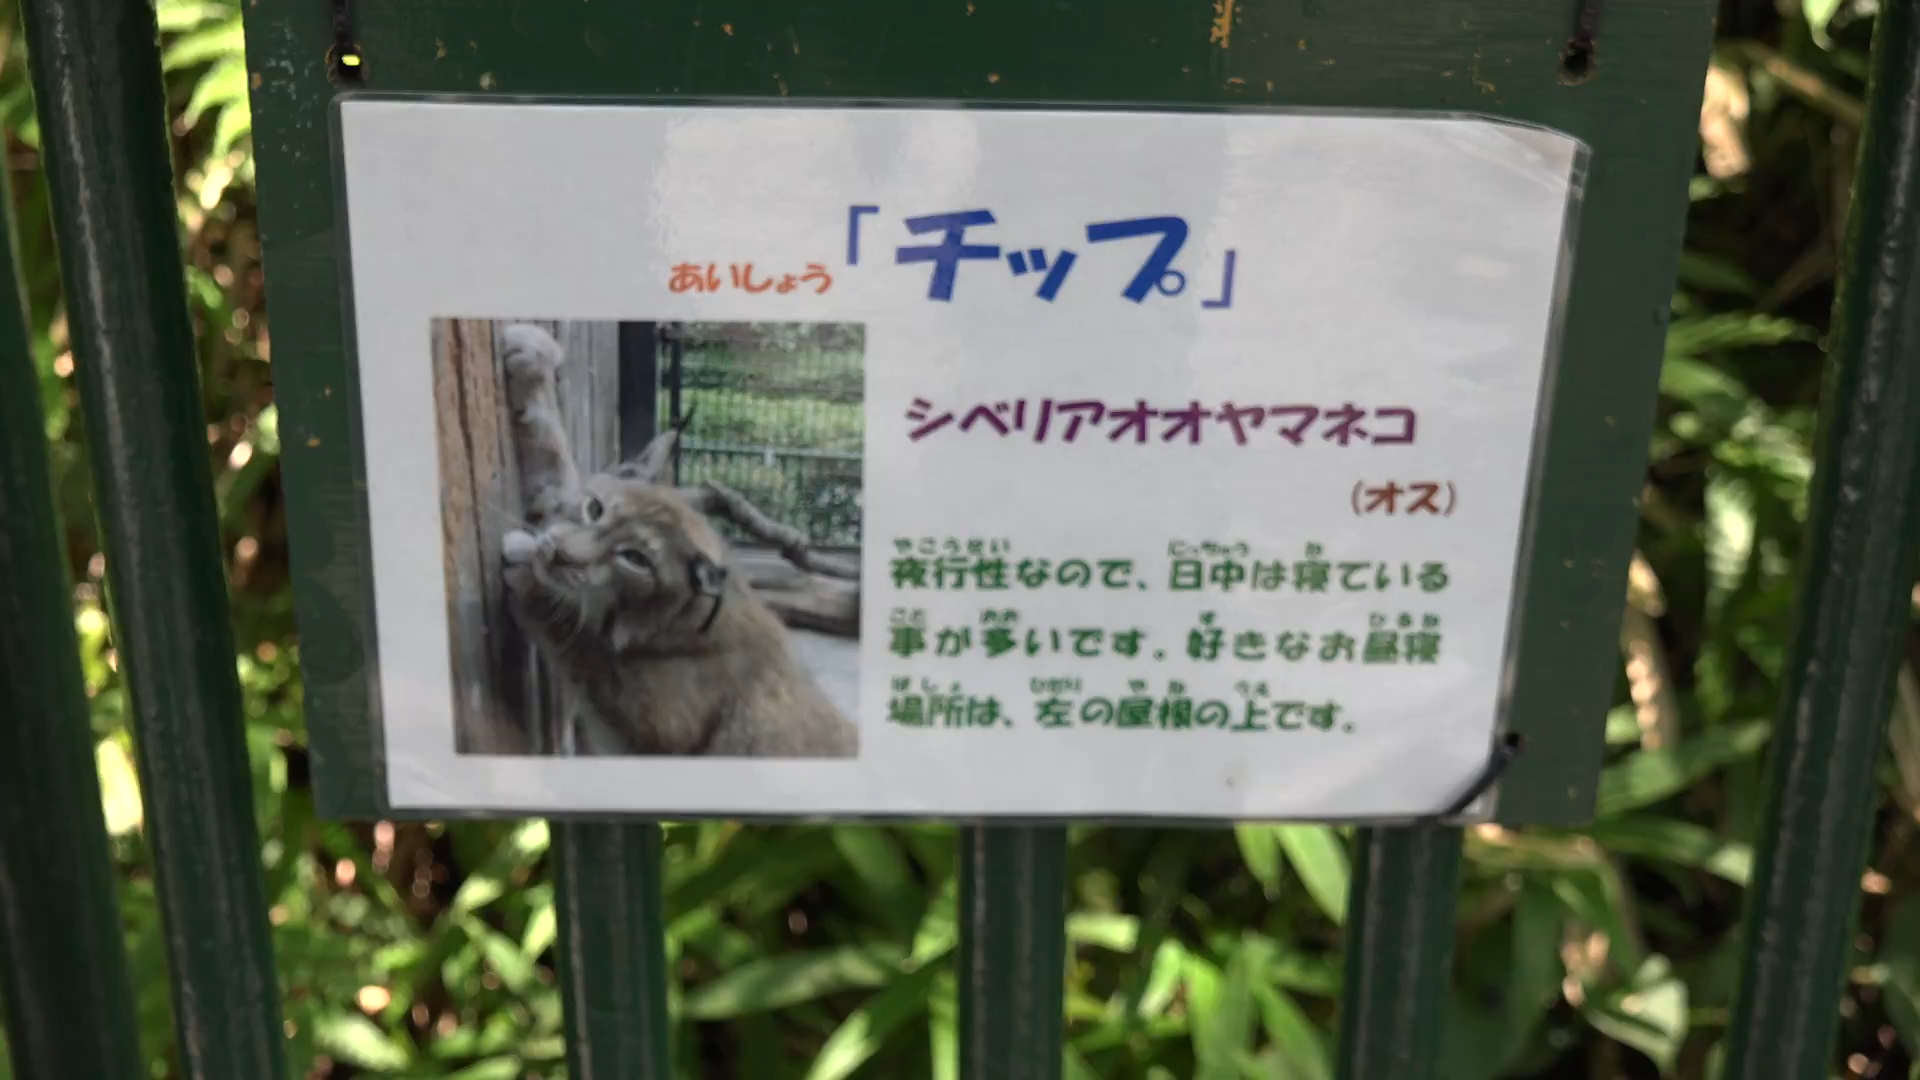 あいしょう「チップ」
シベリアオオヤマネコ
(オス)
やこうせい にっちゅう ね
夜行性なので、日中は寝ている
こと おお す ひるね
事が多いです。好きなお昼寝
ばしょ ひだり やね うえ
場所は、左の屋根の上です。